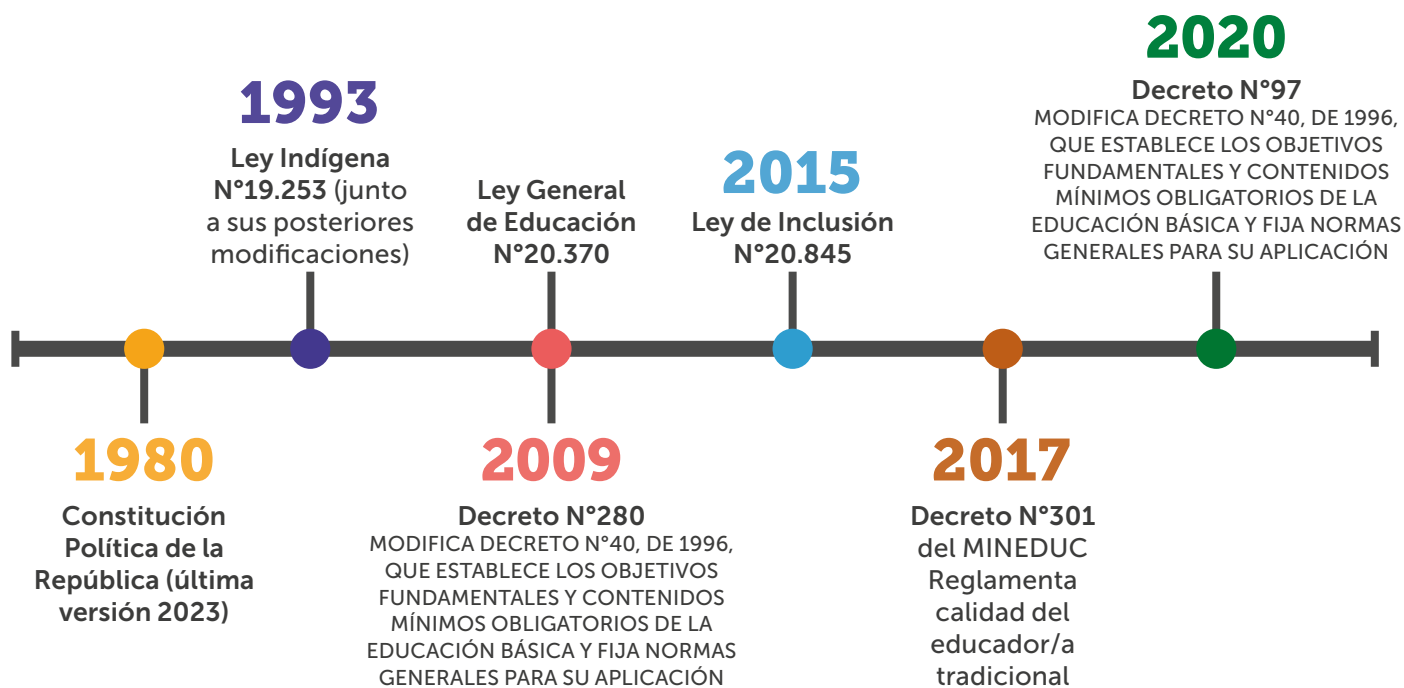 1980
Constitución
Política de la
República (última
versión 2023)
1993
Ley Indígena
N°19.253 (junto
a sus posteriores
modificaciones)
Ley General
de Educación
N°20.370
2009
Decreto N°280
MODIFICA DECRETO N°40, DE 1996,
QUE ESTABLECE LOS OBJETIVOS
FUNDAMENTALES Y CONTENIDOS
MÍNIMOS OBLIGATORIOS DE LA
EDUCACIÓN BÁSICA Y FIJA NORMAS
GENERALES PARA SU APLICACIÓN
2015
Ley de Inclusión
N°20.845
2017
Decreto N°301
del MINEDUC
Reglamenta
calidad del
educador/a
tradicional
2020
Decreto N°97
MODIFICA DECRETO N°40, DE 1996,
QUE ESTABLECE LOS OBJETIVOS
FUNDAMENTALES Y CONTENIDOS
MÍNIMOS OBLIGATORIOS DE LA
EDUCACIÓN BÁSICA Y FIJA NORMAS
GENERALES PARA SU APLICACIÓN